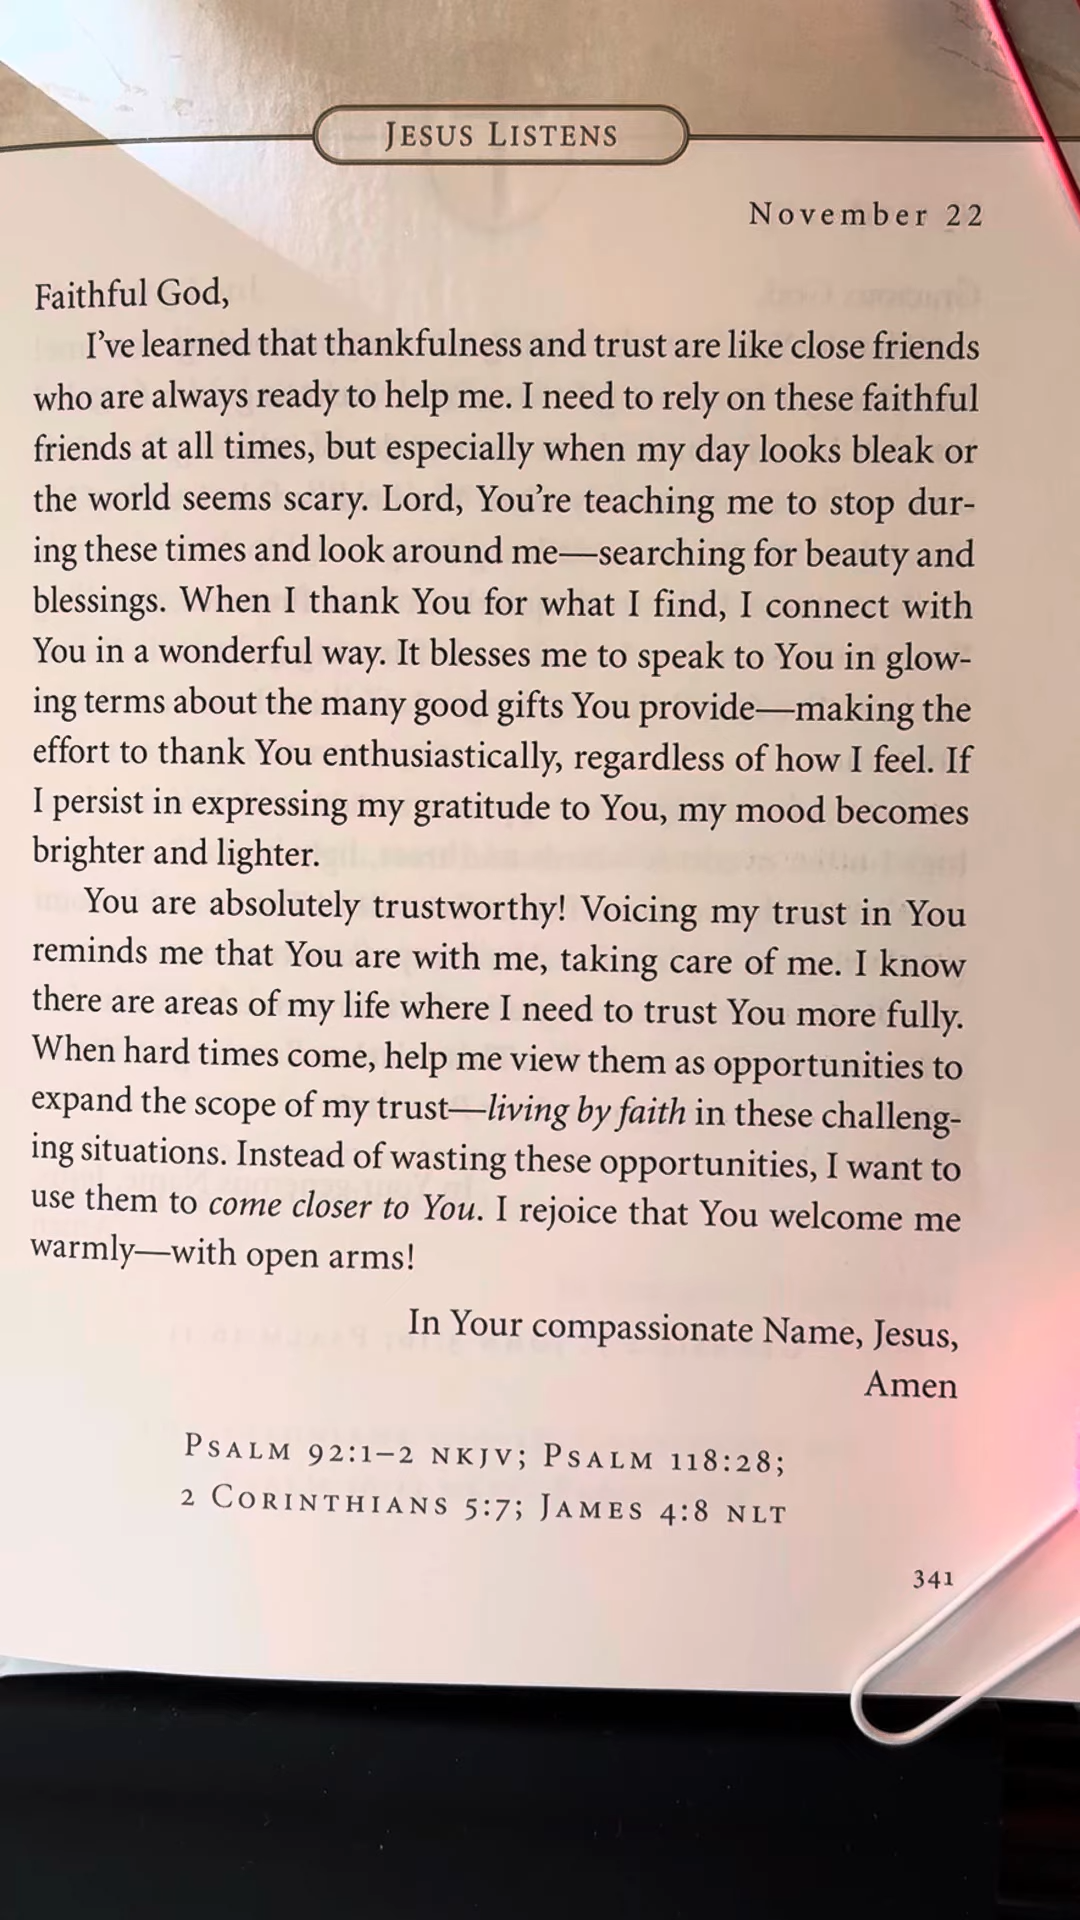 JESUS LISTENS
November 22
Faithful God,
I've learned that thankfulness and trust are like close friends
who are always ready to help me. I need to rely on these faithful
friends at all times, but especially when my day looks bleak or
the world seems scary. Lord, You're teaching me to stop dur-
ing these times and look around me—searching for beauty and
blessings. When I thank You for what I find, I connect with
You in a wonderful way. It blesses me to speak to You in glow-
ing terms about the many good gifts You provide—making the
effort to thank You enthusiastically, regardless of how I feel. If
I persist in expressing my gratitude to You, my mood becomes
brighter and lighter.
You are absolutely trustworthy! Voicing my trust in You
reminds me that You are with me, taking care of me. I know
there are areas of my life where I need to trust You more fully.
When hard times come, help me view them as opportunities to
expand the scope of my trust—living by faith in these challeng-
ing situations. Instead of wasting these opportunities, I want to
use them to come closer to You. I rejoice that You welcome me
warmly—with open arms!
In Your compassionate Name, Jesus,
Amen
PSALM 92:1–2 NKJV; PSALM 118:28;
2 CORINTHIANS 5:7; JAMES 4:8 NLT
341